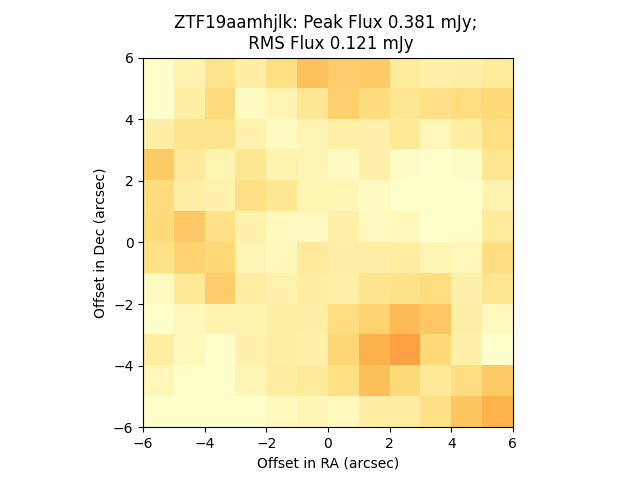 ZTF19aamhjlk: Peak Flux 0.381 mJy;
RMS Flux 0.121 mJy
6
4
2
0
−2
−4
−6
Offset in Dec (arcsec)
−6 −4 −2 0 2 4 6
Offset in RA (arcsec)